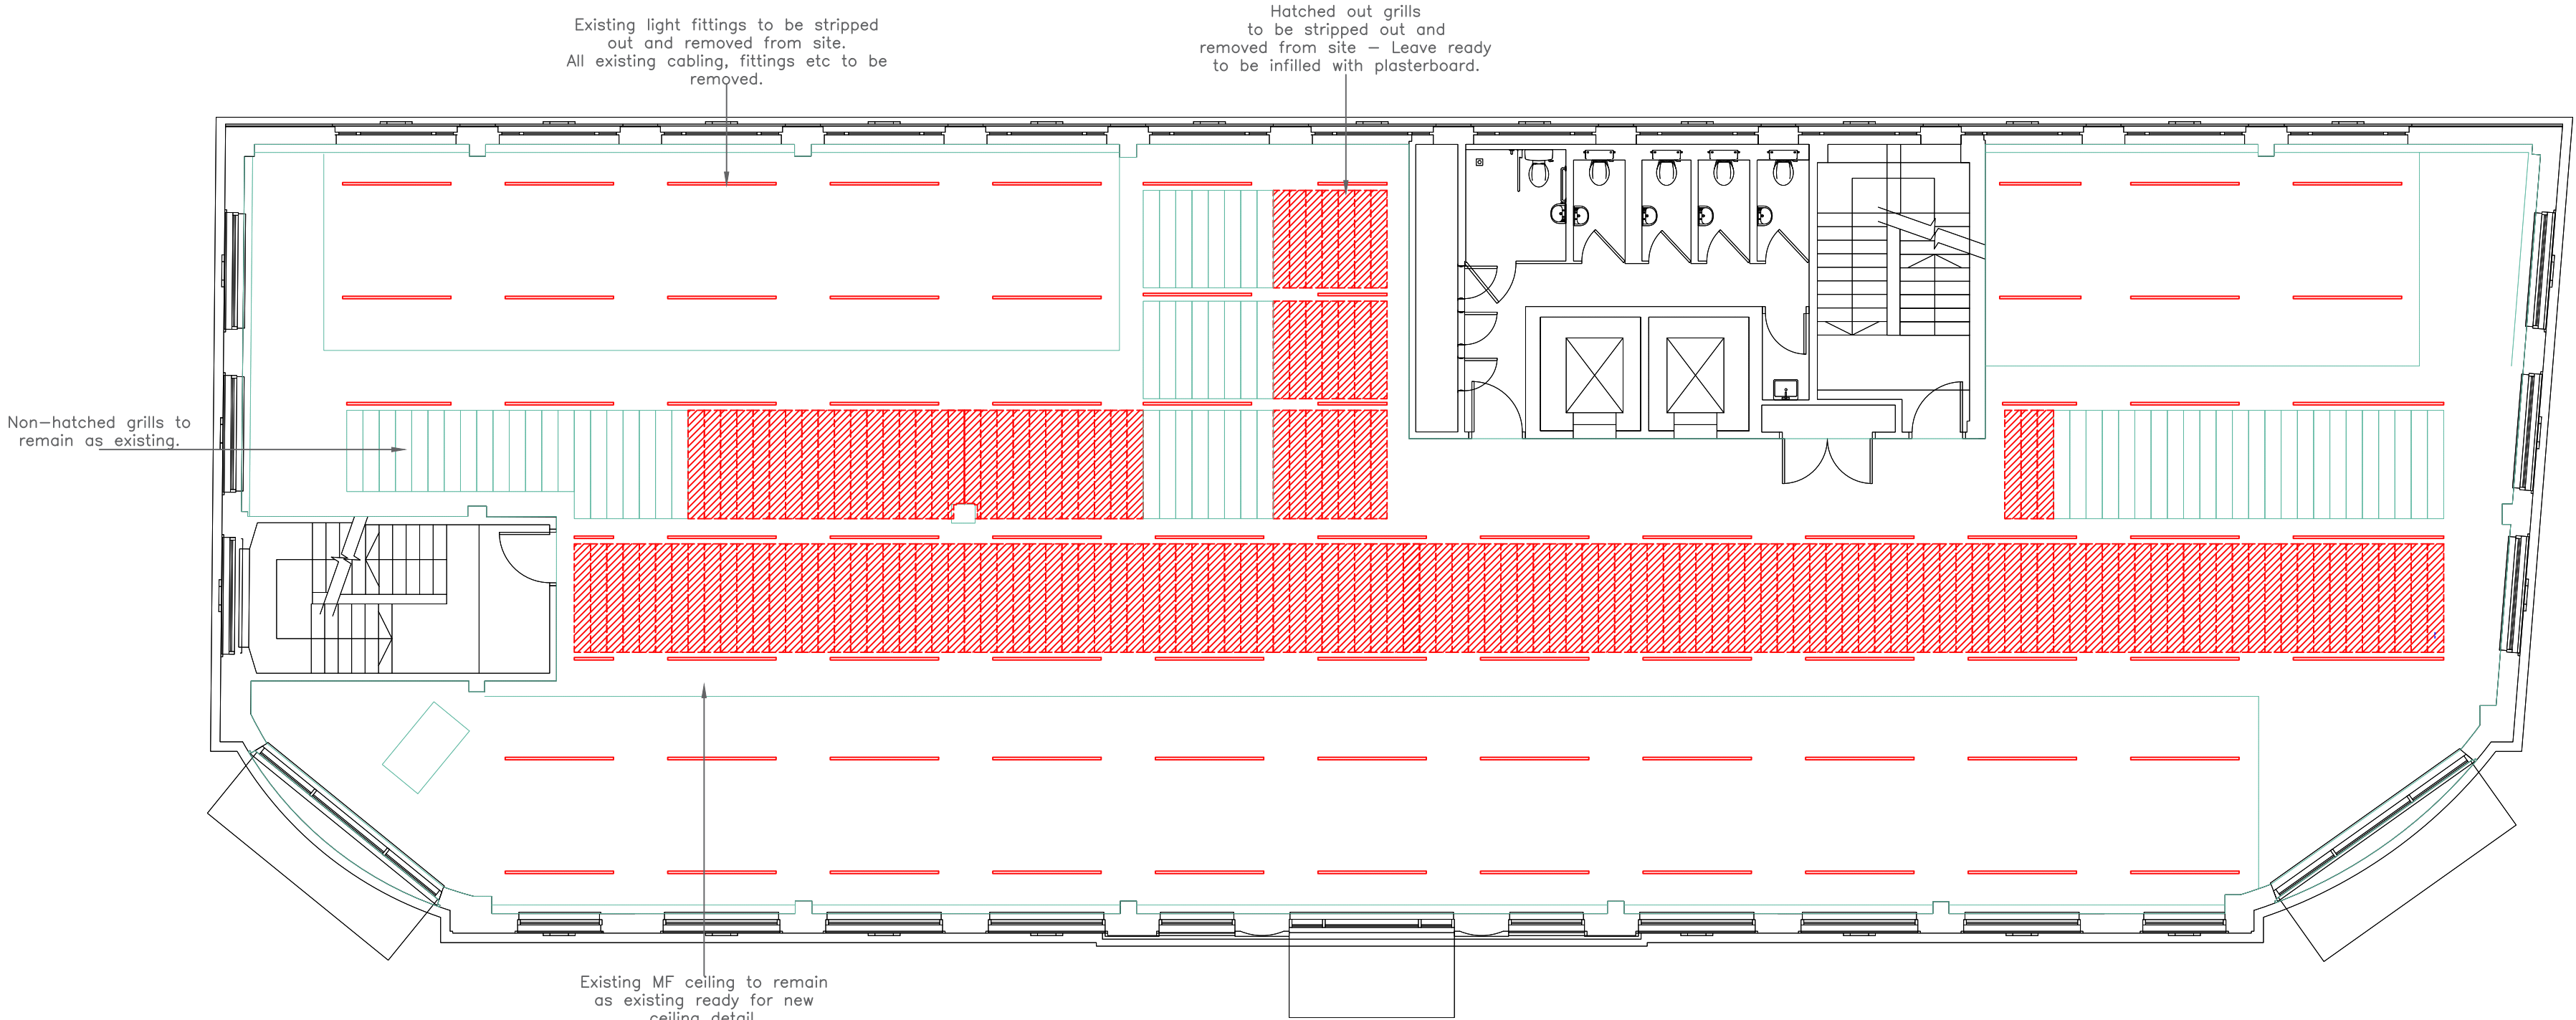 Existing light fittings to be stripped
out and removed from site.
All existing cabling, fittings etc to be
removed.
Hatched out grills
to be stripped out and
removed from site – Leave ready
to be infilled with plasterboard.
Non–hatched grills to
remain as existing.
Existing MF ceiling to remain
as existing ready for new
ceiling detail